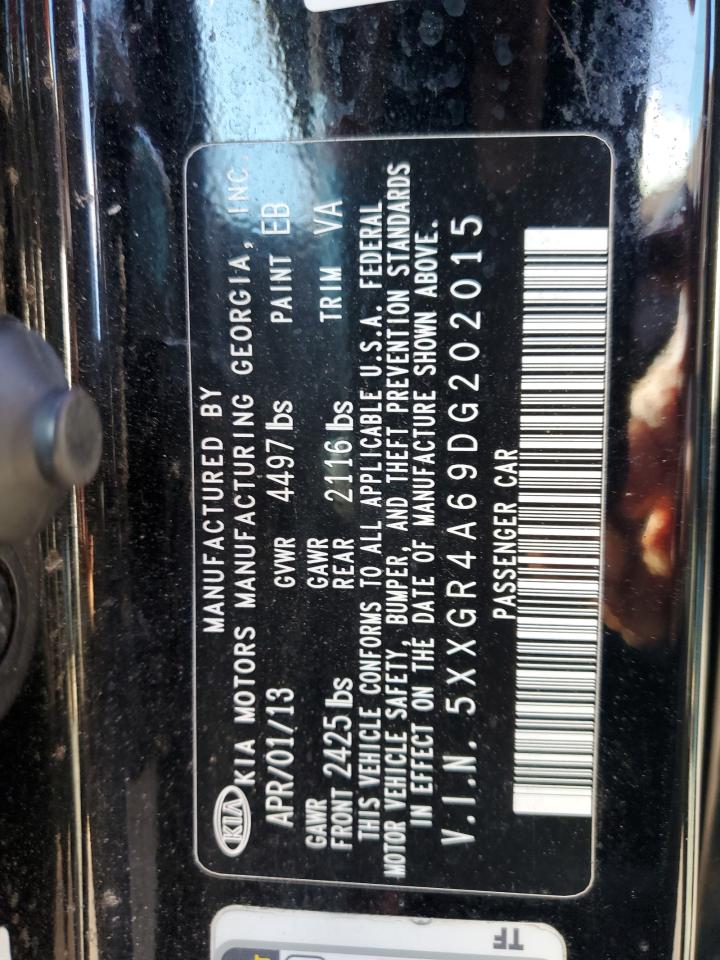 MANUFACTURED BY
KIA KIA MOTORS MANUFACTURING GEORGIA, INC.
APR/01/13 GVWR 4497 lbs PAINT EB
GAWR GAWR
FRONT 2425 lbs REAR 2116 lbs TRIM VA
THIS VEHICLE CONFORMS TO ALL APPLICABLE U.S.A. FEDERAL
MOTOR VEHICLE SAFETY, BUMPER, AND THEFT PREVENTION STANDARDS
IN EFFECT ON THE DATE OF MANUFACTURE SHOWN ABOVE.
V.I.N. 5XXGR4A69DG202015
PASSENGER CAR
TF